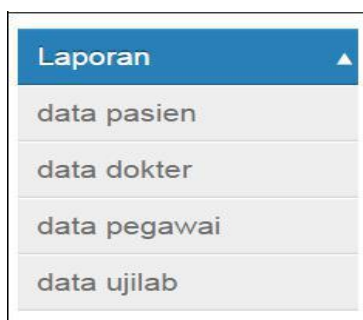 Laporan
data pasien
data dokter
data pegawai
data ujilab